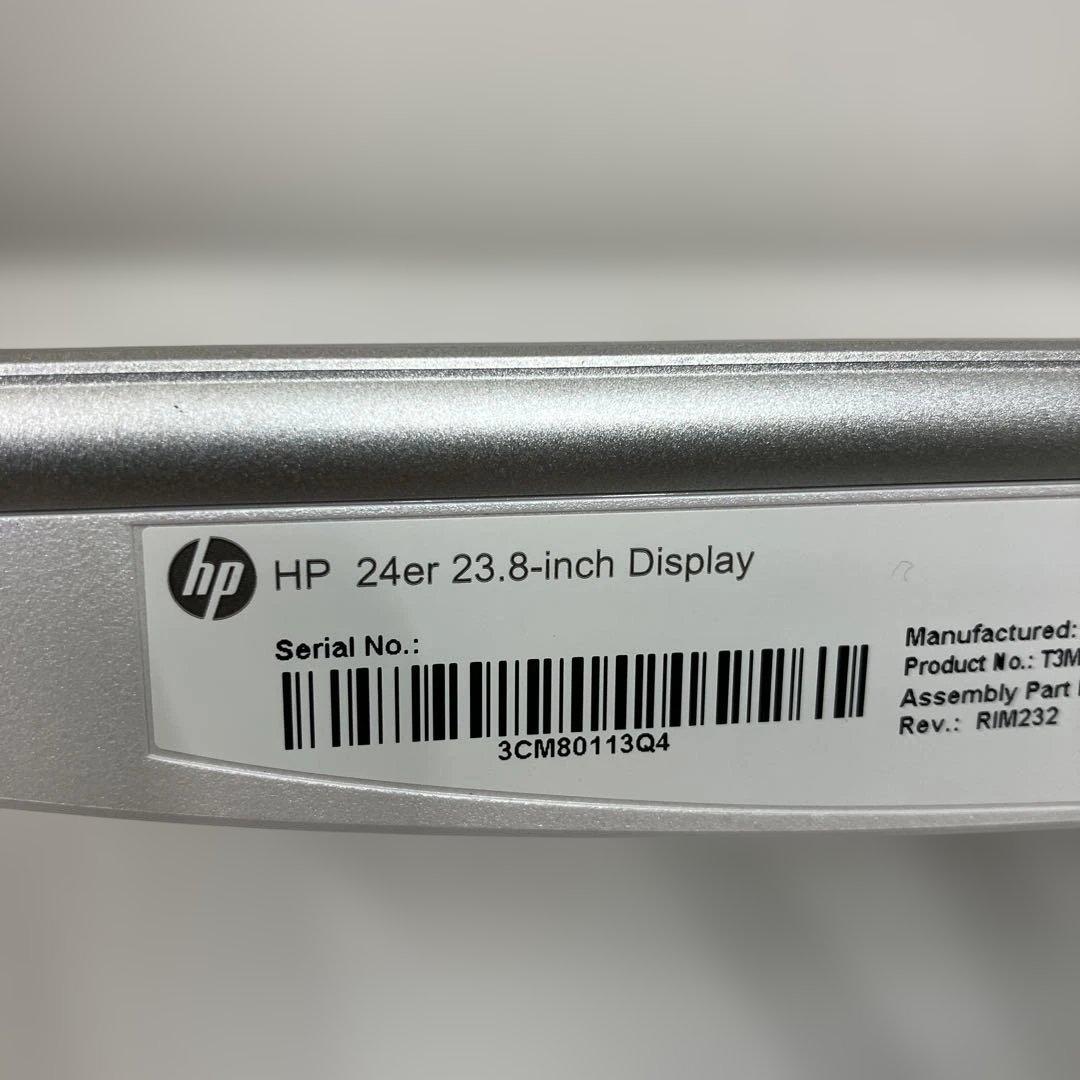 hp HP 24er 23.8-inch Display
Serial No.:
3CM80113Q4
Manufactured:
Product No.: T3M
Assembly Part
Rev.: RIM232